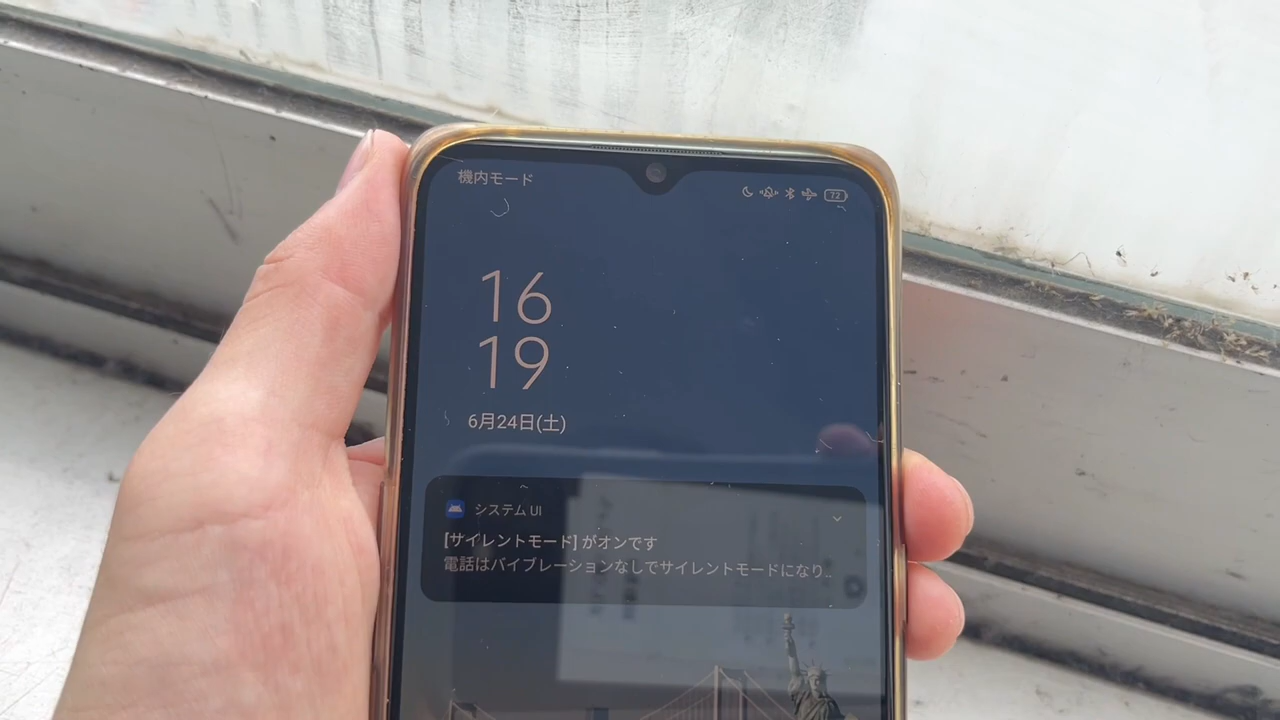 機内モード
72
16
19
6月24日(土)
システム UI
[サイレントモード] がオンです
電話はバイブレーションなしでサイレントモードになり...